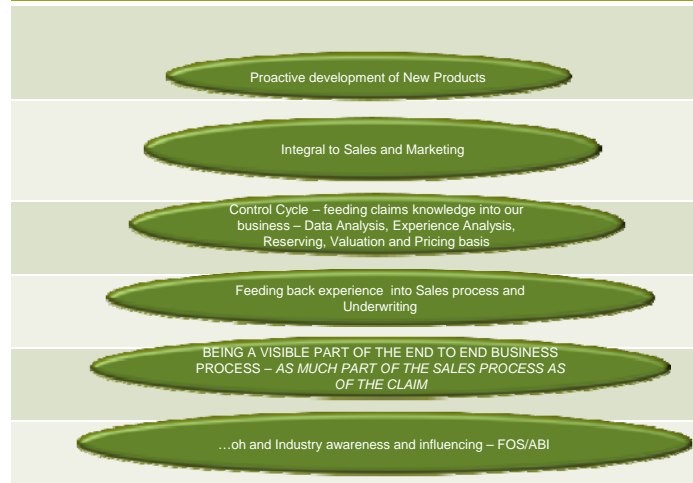 Proactive development of New Products
Integral to Sales and Marketing
Control Cycle – feeding claims knowledge into our
business – Data Analysis, Experience Analysis,
Reserving, Valuation and Pricing basis
Feeding back experience into Sales process and
Underwriting
BEING A VISIBLE PART OF THE END TO END BUSINESS
PROCESS – AS MUCH PART OF THE SALES PROCESS AS
OF THE CLAIM
…oh and Industry awareness and influencing – FOS/ABI